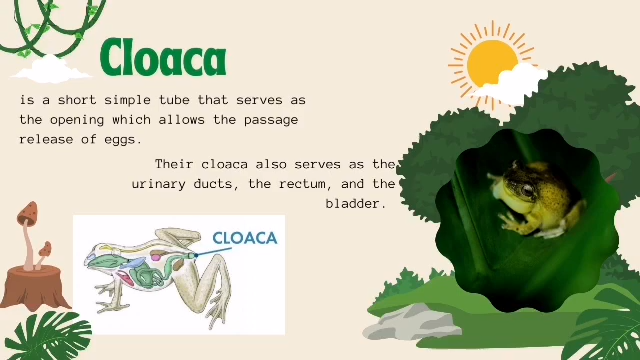 Cloaca
is a short simple tube that serves as
the opening which allows the passage
release of eggs.
Their cloaca also serves as the
urinary ducts, the rectum, and the
bladder.
CLOACA